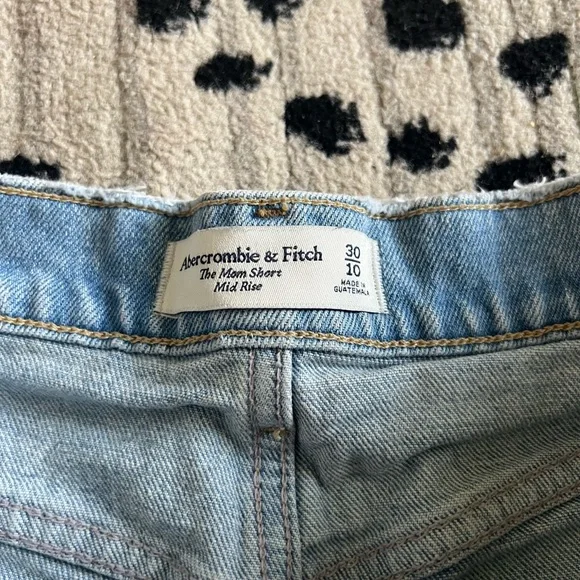 Abercrombie & Fitch
The Mom Short
Mid Rise
30
10
MADE IN
GUATEMALA